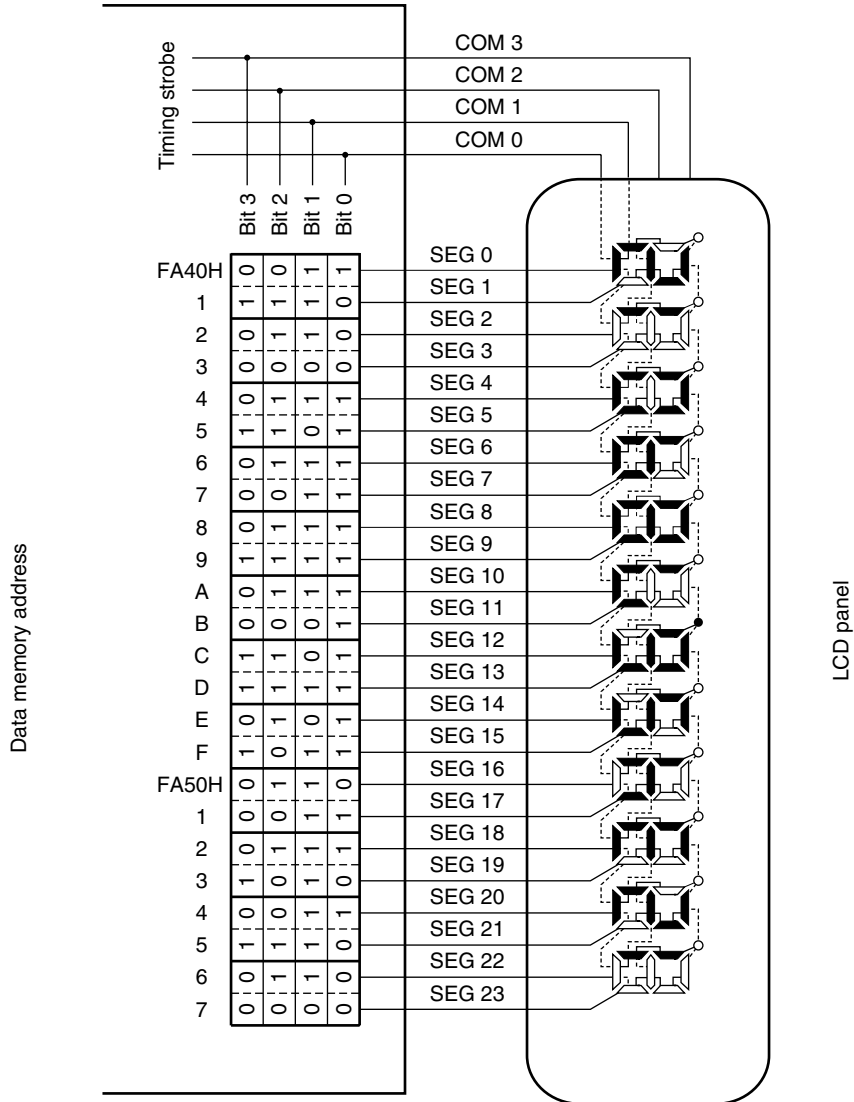 COM 3
COM 2
COM 1
COM 0
Timing strobe
Bit 3 Bit 2 Bit 1 Bit 0
FA40H 0 0 1 1 SEG 0
1 1 1 1 0 SEG 1
2 0 1 1 0 SEG 2
3 0 0 0 0 SEG 3
4 0 1 1 1 SEG 4
5 1 1 0 1 SEG 5
6 0 1 1 1 SEG 6
7 0 0 1 1 SEG 7
8 0 1 1 1 SEG 8
9 1 1 1 1 SEG 9
A 0 1 1 1 SEG 10
B 0 0 0 1 SEG 11
C 1 1 0 1 SEG 12
D 1 1 1 1 SEG 13
E 0 1 0 1 SEG 14
F 1 0 1 1 SEG 15
FA50H 0 1 1 0 SEG 16
1 0 0 1 1 SEG 17
2 0 1 1 1 SEG 18
3 1 0 1 0 SEG 19
4 0 0 1 1 SEG 20
5 1 1 1 0 SEG 21
6 0 1 1 0 SEG 22
7 0 0 0 0 SEG 23
Data memory address
LCD panel